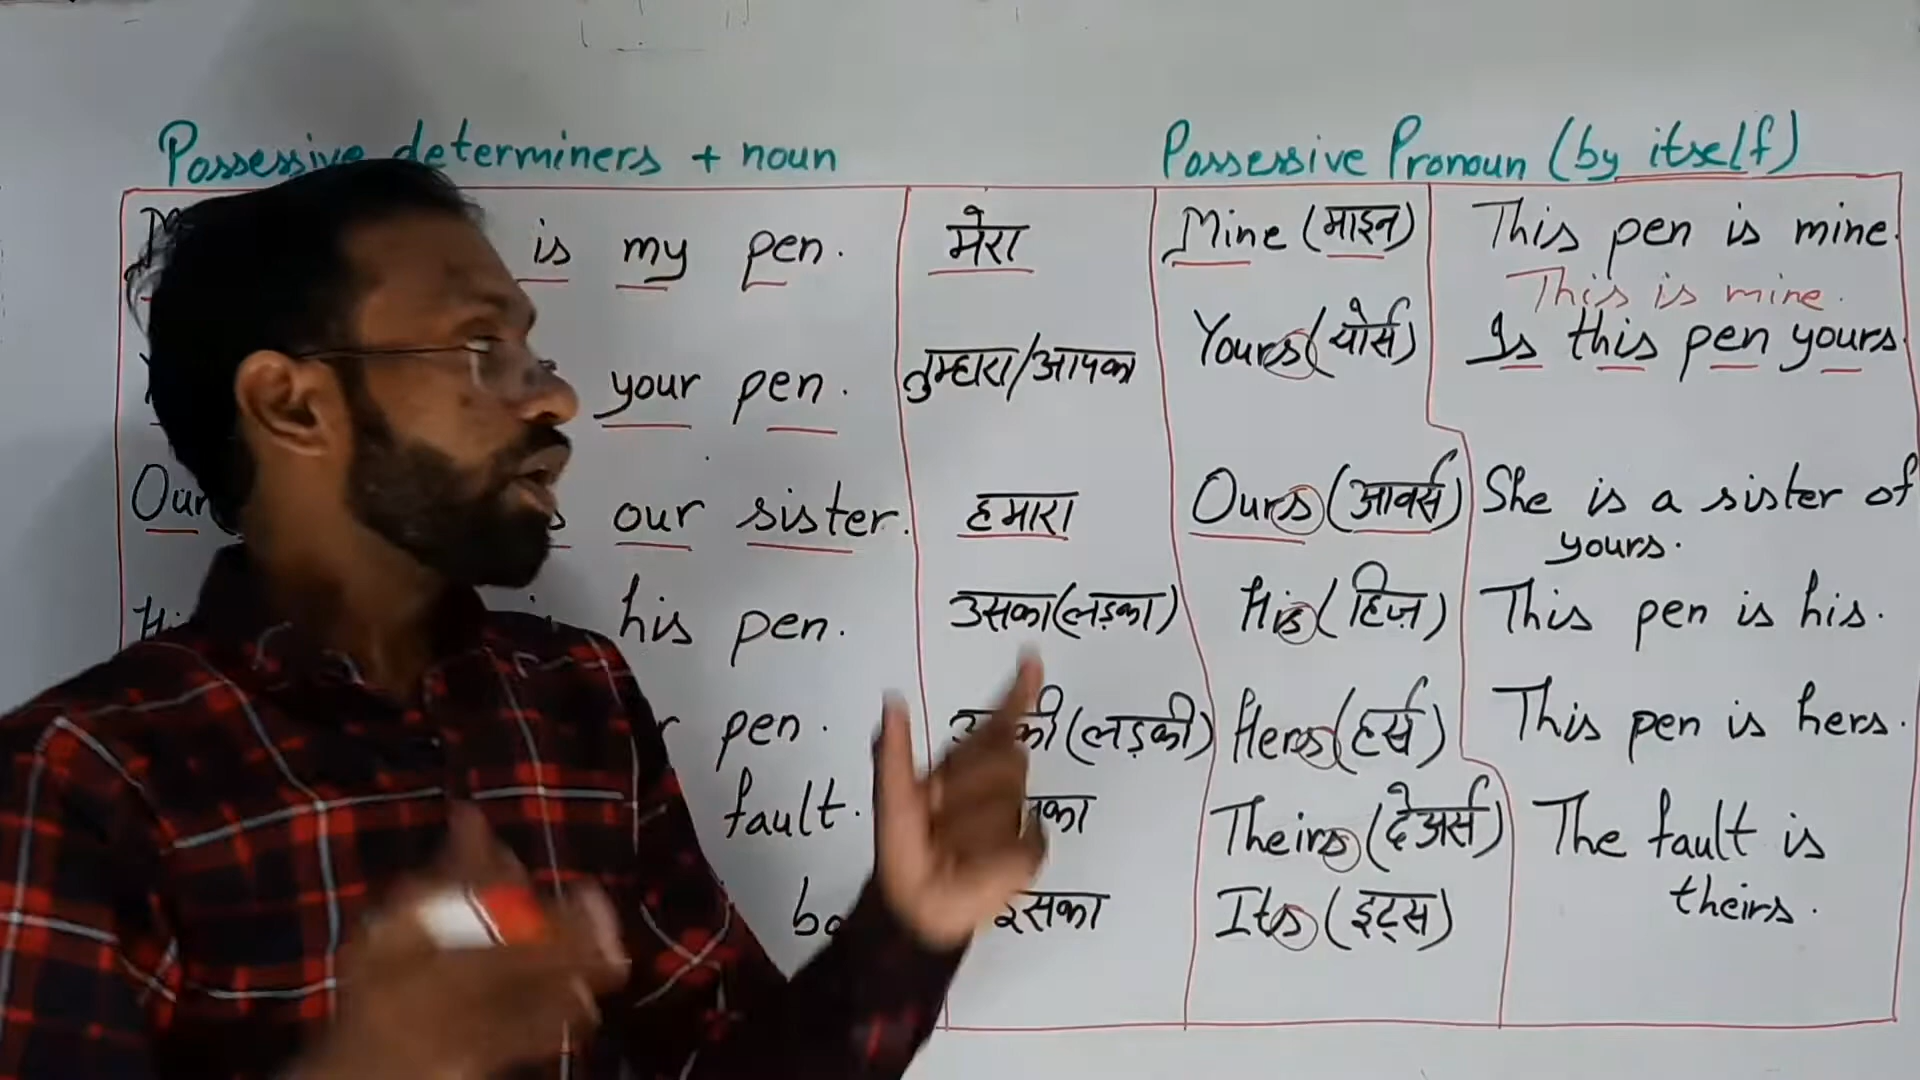 determiners + noun
Possessive Pronoun (by itself)
is my pen.
मेरा
Mine (माइन)
This pen is mine.
This is mine.
your pen.
तुम्हारा/आपका
Yours (योर्स)
Is this pen yours.
Our
our sister.
हमारा
Ours (आवर्स)
She is a sister of
yours.
his pen.
उसका (लड़का)
His (हिज़)
This pen is his.
pen.
(लड़की)
Hers (हर्स)
This pen is hers.
fault.
Theirs (देअर्स)
The fault is
theirs.
इसका
Its (इट्स)